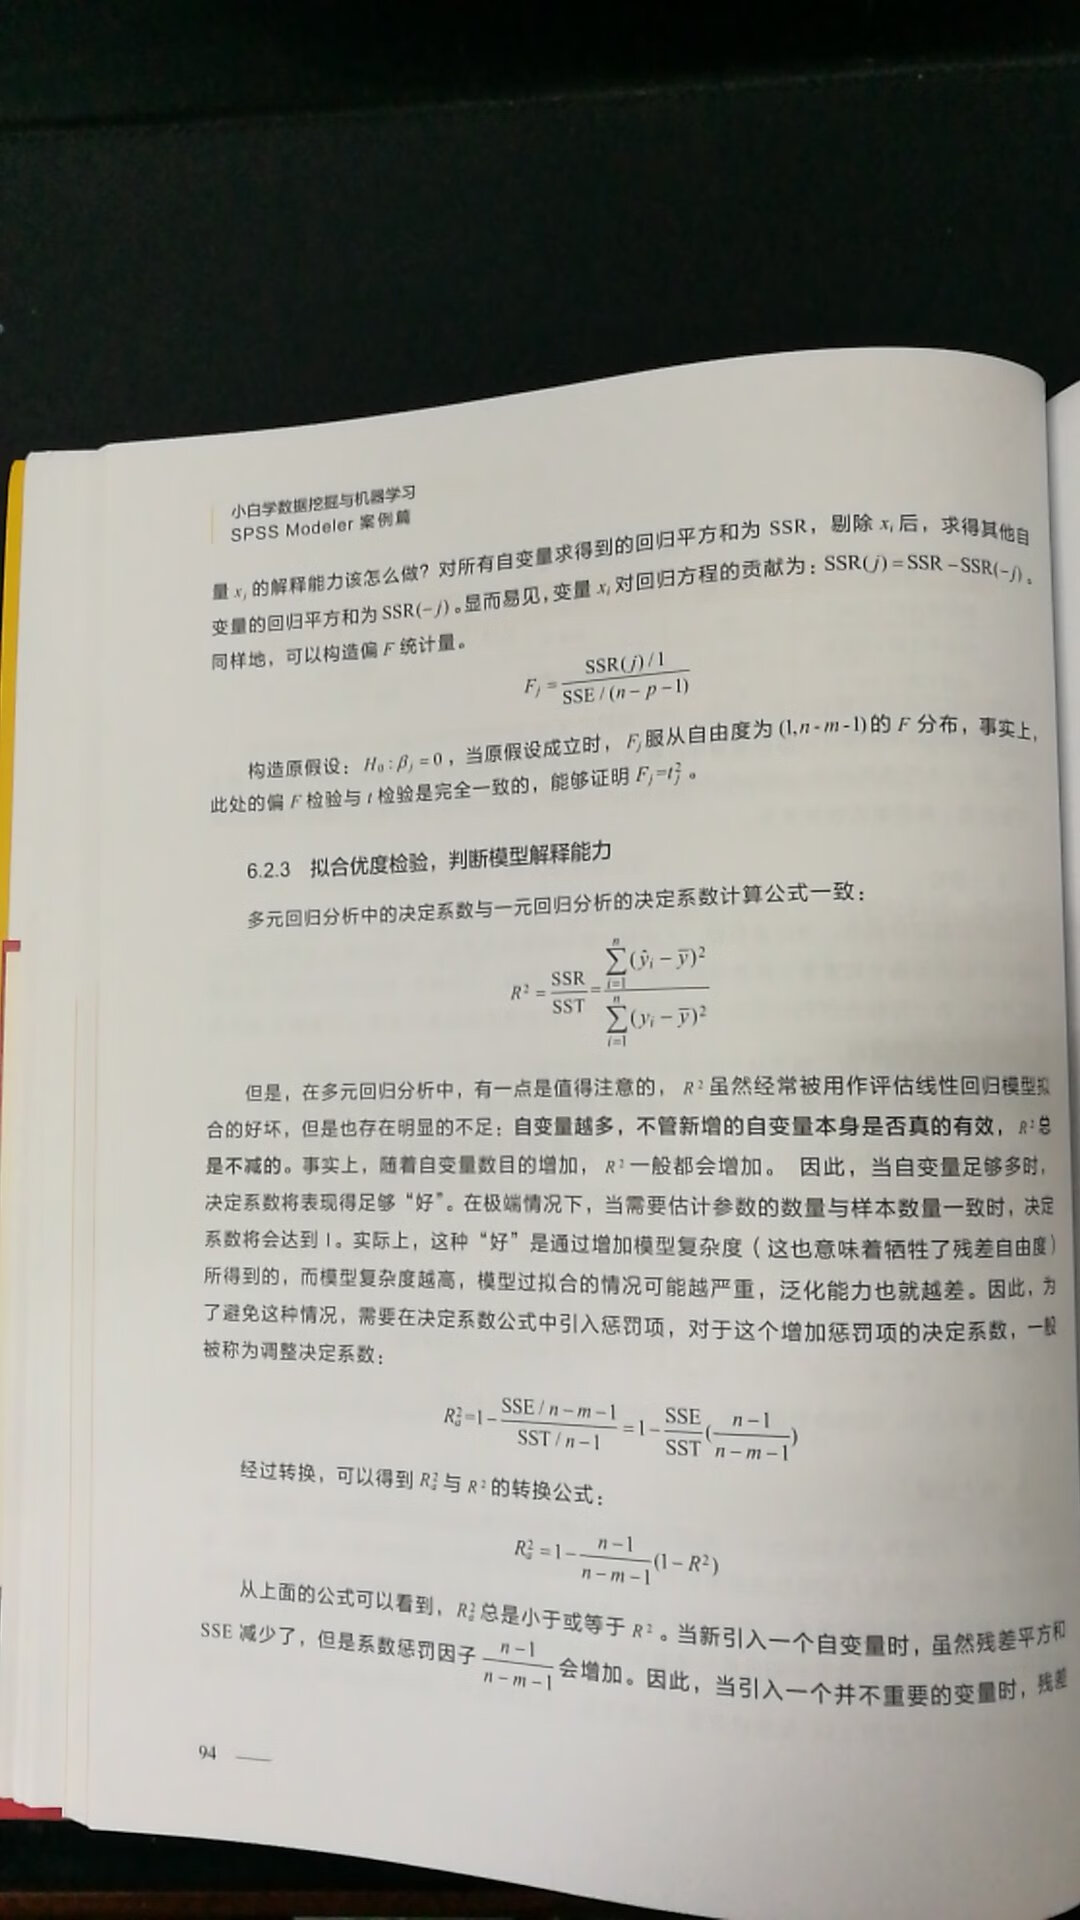 小白学数据挖掘与机器学习
SPSS Modeler 案例篇
量 xⱼ 的解释能力该怎么做？对所有自变量求得到的回归平方和为 SSR，剔除 xᵢ 后，求得其他自
变量的回归平方和为 SSR(−j)。显而易见，变量 xᵢ 对回归方程的贡献为：SSR(j)=SSR−SSR(−j)。
同样地，可以构造偏 F 统计量。
Fⱼ = SSR(j)/1 / SSE/(n−p−1)
构造原假设：H₀:βⱼ=0，当原假设成立时，Fⱼ服从自由度为 (1,n-m-1)的 F 分布，事实上，
此处的偏 F 检验与 t 检验是完全一致的，能够证明 Fⱼ=tⱼ²。
6.2.3 拟合优度检验，判断模型解释能力
多元回归分析中的决定系数与一元回归分析的决定系数计算公式一致：
R² = SSR/SST = ∑ⁿᵢ₌₁(ŷᵢ−ȳ)² / ∑ⁿᵢ₌₁(yᵢ−ȳ)²
但是，在多元回归分析中，有一点是值得注意的，R² 虽然经常被用作评估线性回归模型拟
合的好坏，但是也存在明显的不足：自变量越多，不管新增的自变量本身是否真的有效，R² 总
是不减的。事实上，随着自变量数目的增加，R² 一般都会增加。 因此，当自变量足够多时，
决定系数将表现得足够“好”。在极端情况下，当需要估计参数的数量与样本数量一致时，决定
系数将会达到 1。实际上，这种“好”是通过增加模型复杂度（这也意味着牺牲了残差自由度）
所得到的，而模型复杂度越高，模型过拟合的情况可能越严重，泛化能力也就越差。因此，为
了避免这种情况，需要在决定系数公式中引入惩罚项，对于这个增加惩罚项的决定系数，一般
被称为调整决定系数：
Rₐ²=1− SSE/n−m−1 / SST/n−1 =1− SSE/SST (n−1 / n−m−1)
经过转换，可以得到 Rₐ² 与 R² 的转换公式：
Rₐ² =1− n−1 / n−m−1 (1−R²)
从上面的公式可以看到，Rₐ² 总是小于或等于 R²。当新引入一个自变量时，虽然残差平方和
SSE 减少了，但是系数惩罚因子 n−1 / n−m−1 会增加。因此，当引入一个并不重要的变量时，残差
94